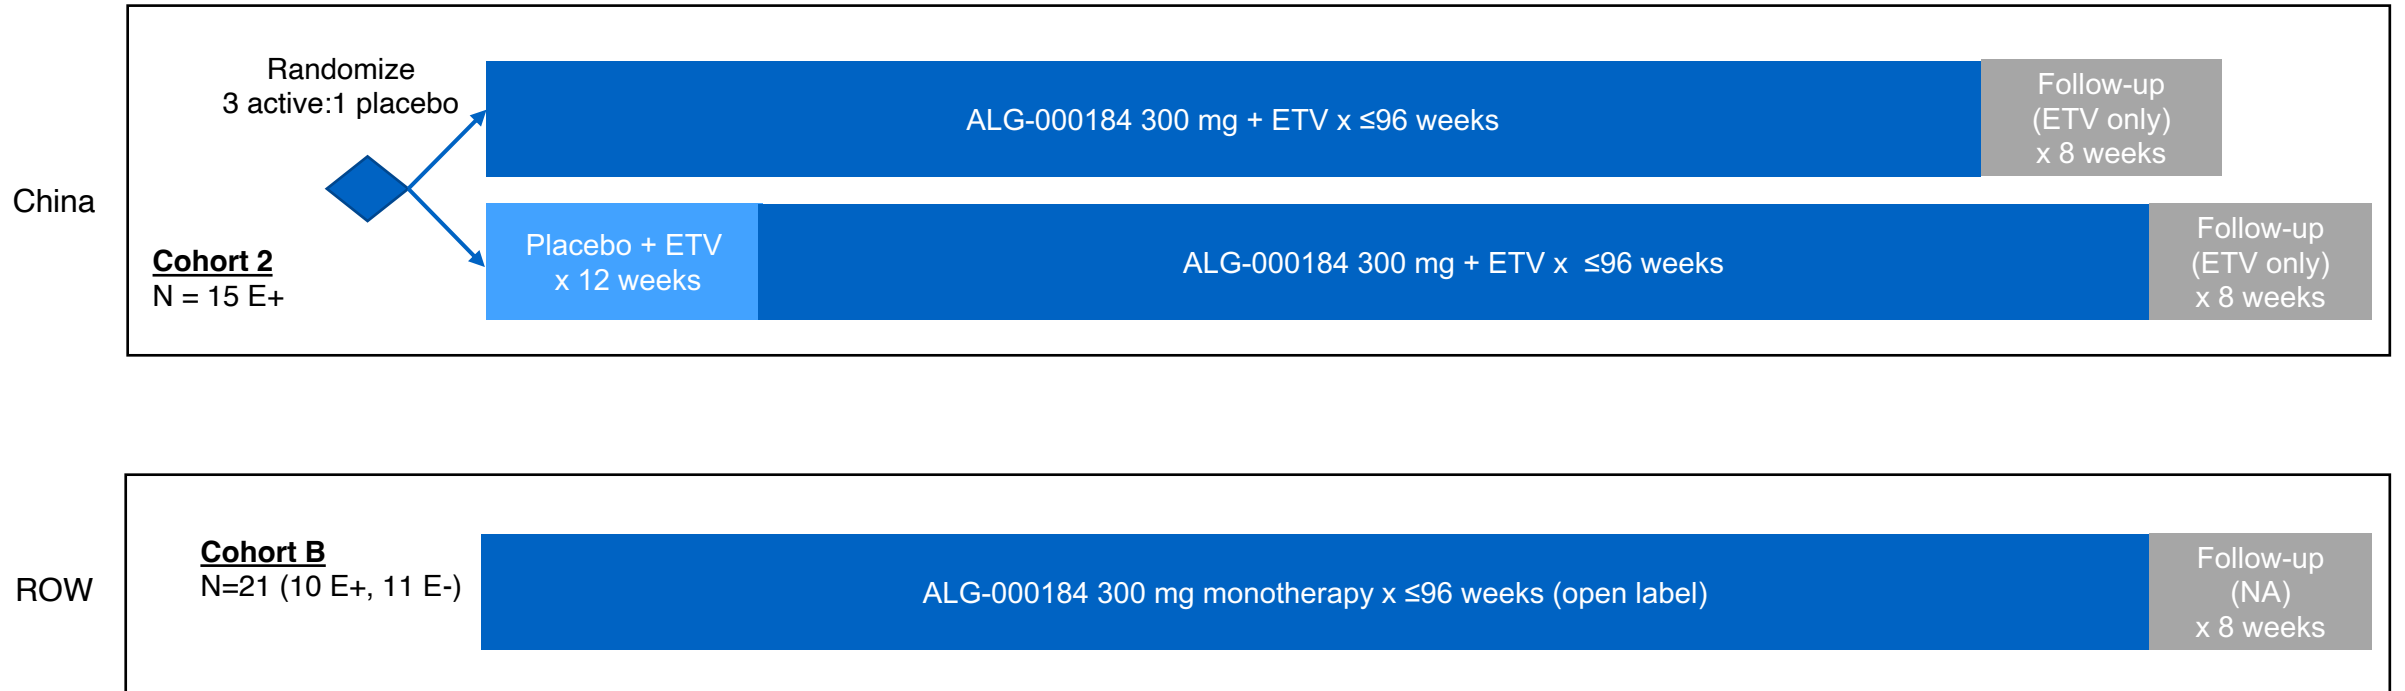 China
Randomize
3 active:1 placebo
Cohort 2
N = 15 E+
ALG-000184 300 mg + ETV x ≤96 weeks
Follow-up
(ETV only)
x 8 weeks
Placebo + ETV
x 12 weeks
ALG-000184 300 mg + ETV x ≤96 weeks
Follow-up
(ETV only)
x 8 weeks
ROW
Cohort B
N=21 (10 E+, 11 E-)
ALG-000184 300 mg monotherapy x ≤96 weeks (open label)
Follow-up
(NA)
x 8 weeks